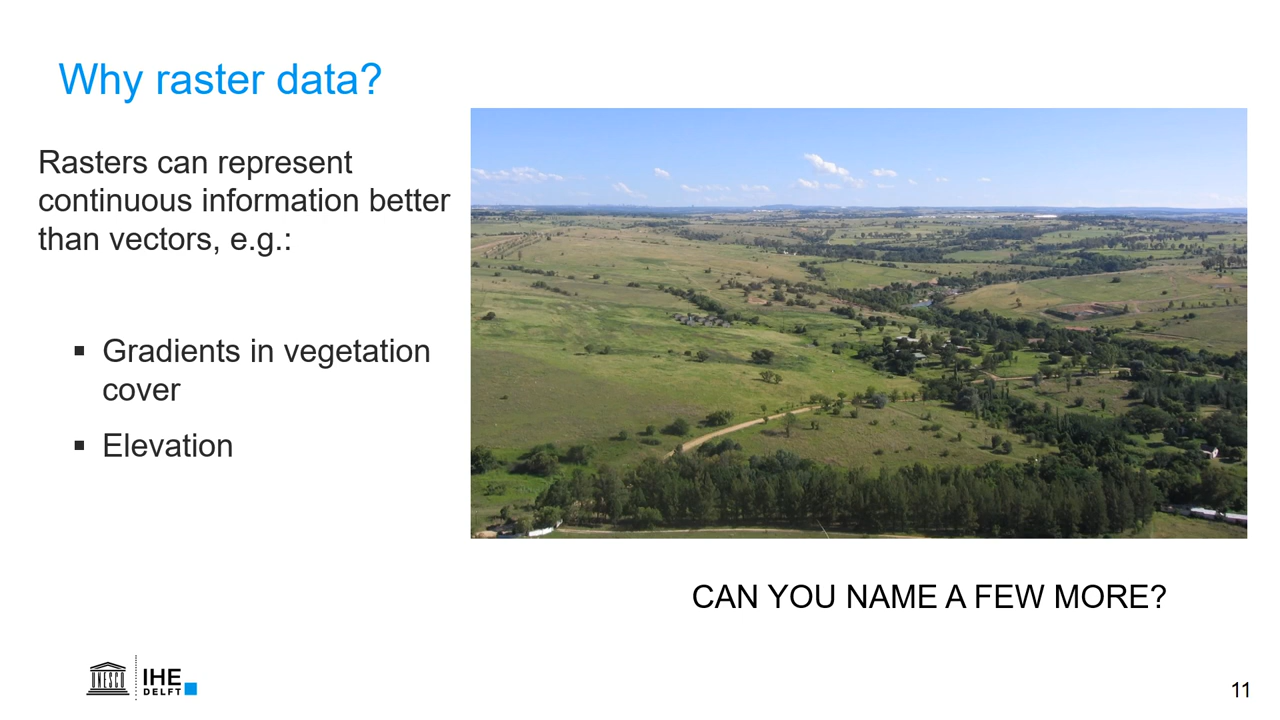 Why raster data?
Rasters can represent
continuous information better
than vectors, e.g.:
▪ Gradients in vegetation
cover
▪ Elevation
CAN YOU NAME A FEW MORE?
UNESCO
IHE
DELFT
11